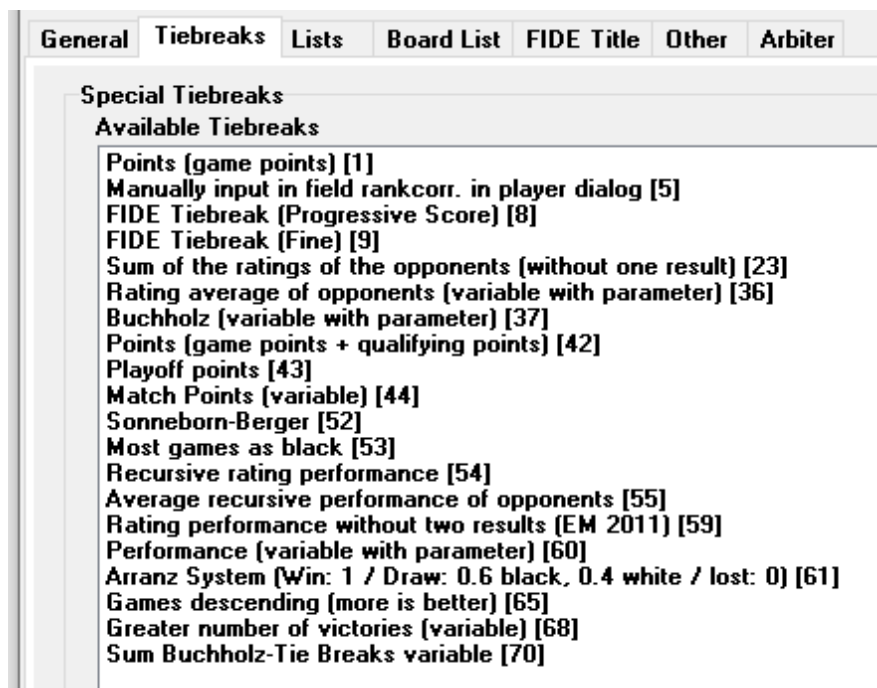 General Tiebreaks Lists Board List FIDE Title Other Arbiter
Special Tiebreaks
Available Tiebreaks
Points (game points) [1]
Manually input in field rankcorr. in player dialog [5]
FIDE Tiebreak (Progressive Score) [8]
FIDE Tiebreak (Fine) [9]
Sum of the ratings of the opponents (without one result) [23]
Rating average of opponents (variable with parameter) [36]
Buchholz (variable with parameter) [37]
Points (game points + qualifying points) [42]
Playoff points [43]
Match Points (variable) [44]
Sonneborn-Berger [52]
Most games as black [53]
Recursive rating performance [54]
Average recursive performance of opponents [55]
Rating performance without two results (EM 2011) [59]
Performance (variable with parameter) [60]
Arranz System (Win: 1 / Draw: 0.6 black, 0.4 white / lost: 0) [61]
Games descending (more is better) [65]
Greater number of victories (variable) [68]
Sum Buchholz-Tie Breaks variable [70]